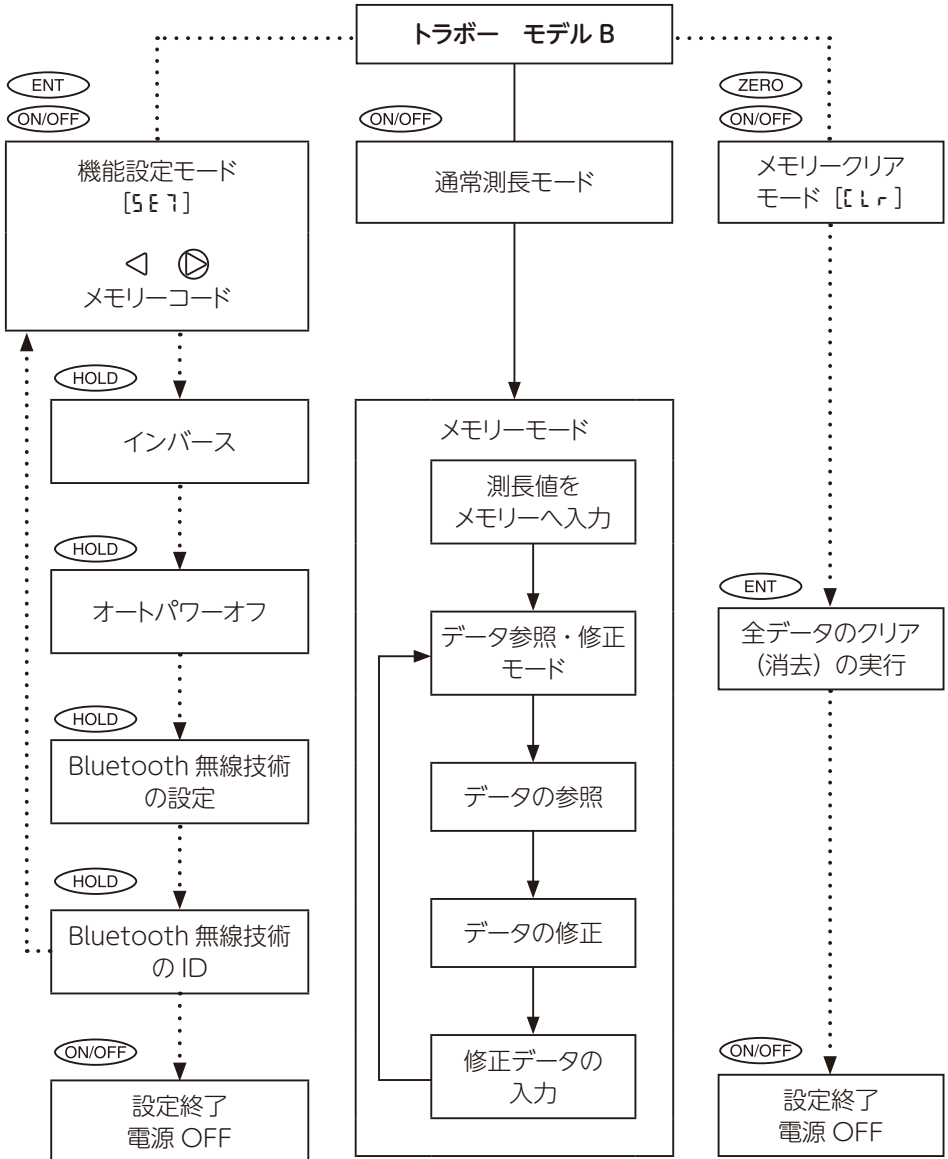 トラボー　モデル B
ENT
ON/OFF
機能設定モード
[SET]
メモリーコード
HOLD
インバース
HOLD
オートパワーオフ
HOLD
Bluetooth 無線技術
の設定
HOLD
Bluetooth 無線技術
の ID
ON/OFF
設定終了
電源 OFF
ON/OFF
通常測長モード
メモリーモード
測長値を
メモリーへ入力
データ参照・修正
モード
データの参照
データの修正
修正データの
入力
ZERO
ON/OFF
メモリークリア
モード [CLr]
ENT
全データのクリア
（消去）の実行
ON/OFF
設定終了
電源 OFF